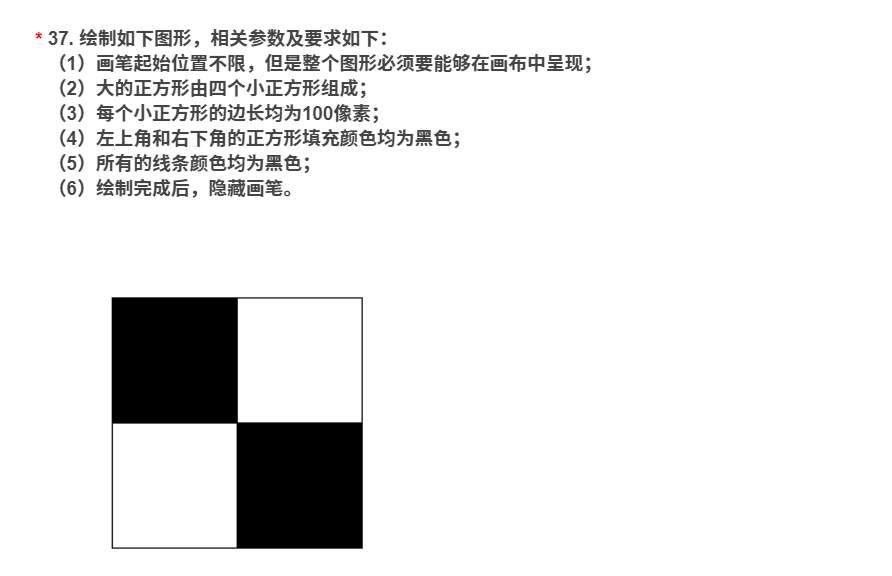 * 37. 绘制如下图形，相关参数及要求如下：
（1）画笔起始位置不限，但是整个图形必须要能够在画布中呈现；
（2）大的正方形由四个小正方形组成；
（3）每个小正方形的边长均为100像素；
（4）左上角和右下角的正方形填充颜色均为黑色；
（5）所有的线条颜色均为黑色；
（6）绘制完成后，隐藏画笔。